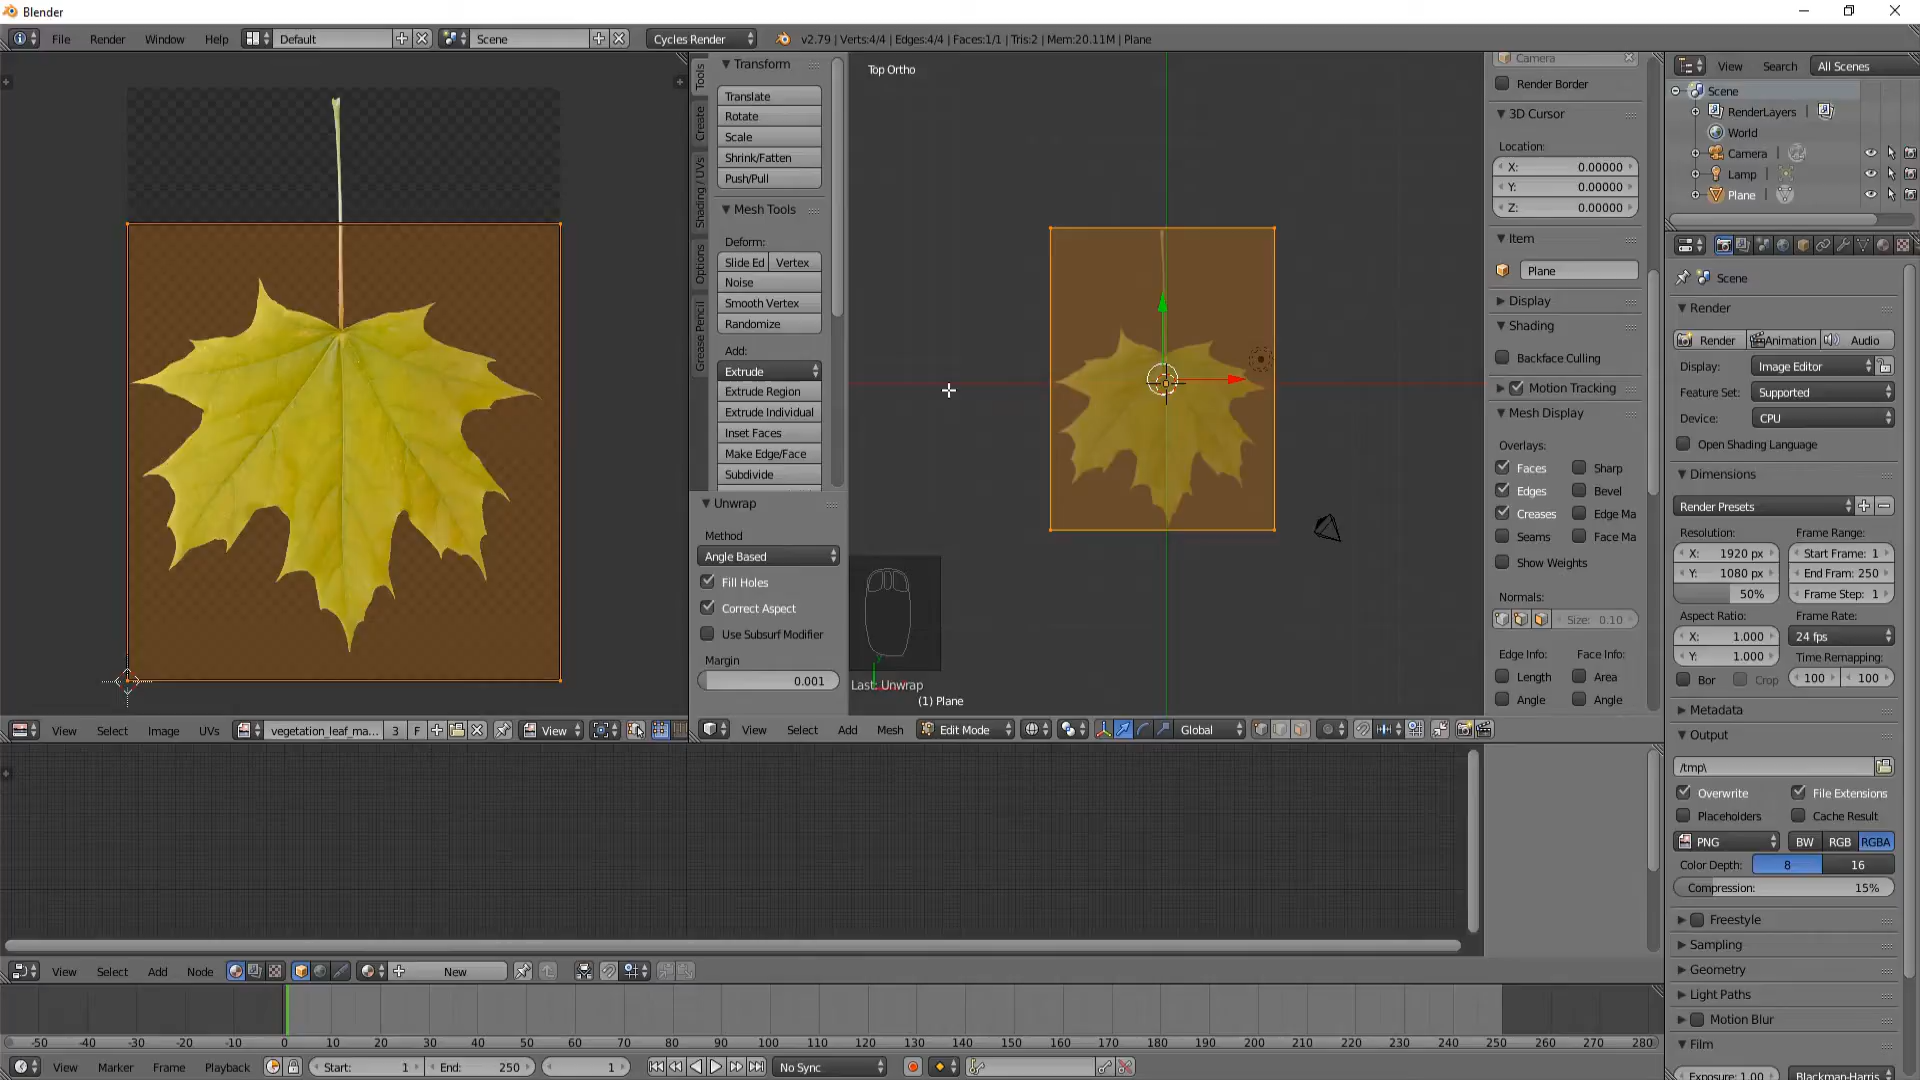 Blender
File Render Window Help Default Scene Cycles Render v2.79 | Verts:4/4 | Edges:4/4 | Faces:1/1 | Tris:2 | Mem:20.11M | Plane
Tools
Create
Shading / UVs
Options
Grease Pencil
Transform
Translate
Rotate
Scale
Shrink/Fatten
Push/Pull
Mesh Tools
Deform:
Slide Ed Vertex
Noise
Smooth Vertex
Randomize
Add:
Extrude
Extrude Region
Extrude Individual
Inset Faces
Make Edge/Face
Subdivide
Unwrap
Method
Angle Based
Fill Holes
Correct Aspect
Use Subsurf Modifier
Margin
0.001
Top Ortho
Last: Unwrap
(1) Plane
Camera
Render Border
3D Cursor
Location:
X: 0.00000
Y: 0.00000
Z: 0.00000
Item
Plane
Display
Shading
Backface Culling
Motion Tracking
Mesh Display
Overlays:
Faces Sharp
Edges Bevel
Creases Edge Ma
Seams Face Ma
Show Weights
Normals:
Size: 0.10
Edge Info: Face Info:
Length Area
Angle Angle
View Search All Scenes
Scene
RenderLayers
World
Camera
Lamp
Plane
Scene
Render
Render Animation Audio
Display: Image Editor
Feature Set: Supported
Device: CPU
Open Shading Language
Dimensions
Render Presets
Resolution: Frame Range:
X: 1920 px Start Frame: 1
Y: 1080 px End Fram: 250
50% Frame Step: 1
Aspect Ratio: Frame Rate:
X: 1.000 24 fps
Y: 1.000 Time Remapping:
Bor Crop 100 100
Metadata
Output
/tmp\
Overwrite File Extensions
Placeholders Cache Result
PNG BW RGB RGBA
Color Depth: 8 16
Compression: 15%
Freestyle
Sampling
Geometry
Light Paths
Motion Blur
Film
Exposure: 1.00 Blackman-Harris
View Select Image UVs vegetation_leaf_ma... 3 F View
View Select Add Mesh Edit Mode Global
View Select Add Node New
-50 -40 -30 -20 -10 0 10 20 30 40 50 60 70 80 90 100 110 120 130 140 150 160 170 180 190 200 210 220 230 240 250 260 270 280
View Marker Frame Playback Start: 1 End: 250 1 No Sync